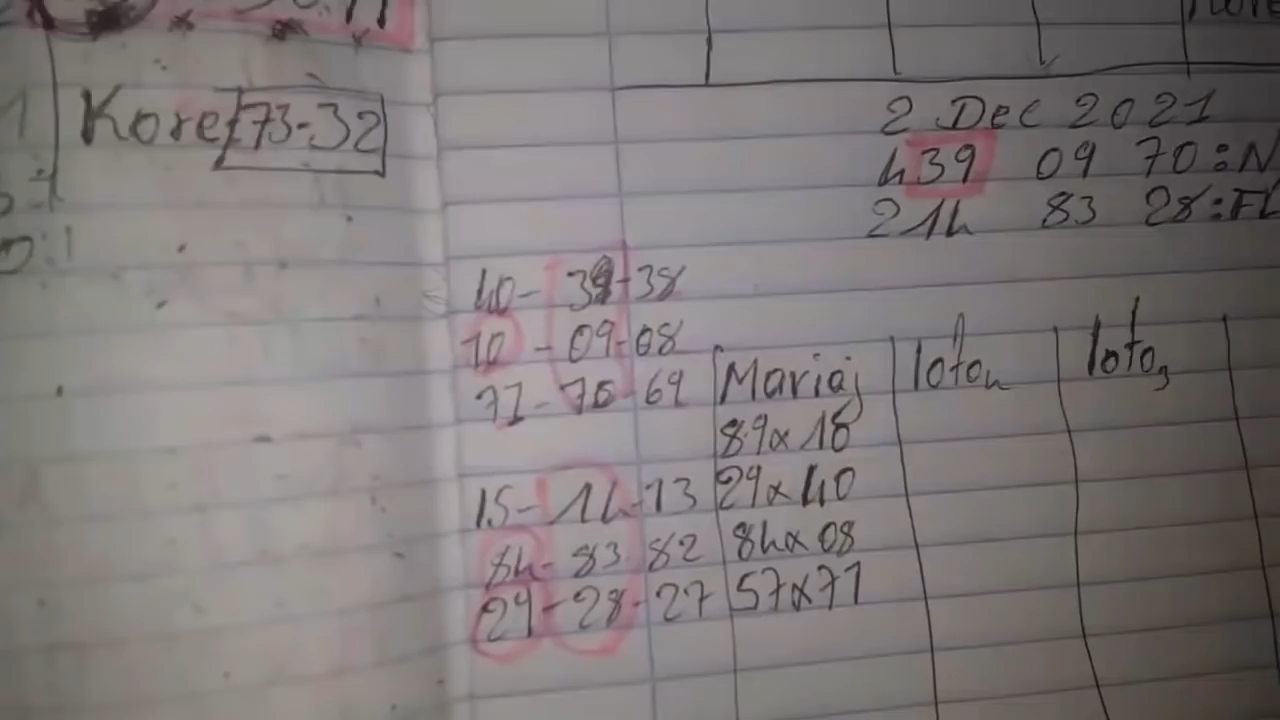 Kore 73-32
2 Dec 2021
439 09 70:N
214 83 28:FL
40-39-38
10-09-08
71-70-69
Mariaj loto4 loto3
89x18
15-14-13 29x40
84-83-82 84x08
29-28-27 57x71